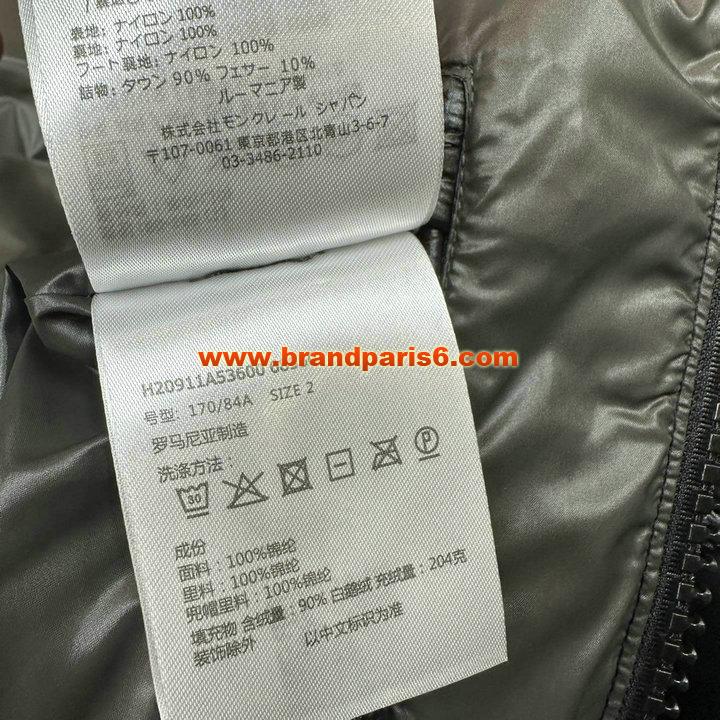 表地: ナイロン 100%
裏地: ナイロン 100%
フード裏地: ナイロン 100%
詰物: ダウン 90% フェザー 10%
ルーマニア製
株式会社モンクレール ジャパン
〒107-0061 東京都港区北青山3-6-7
03-3486-2110
www.brandparis6.com
H20911A53600
号型: 170/84A SIZE 2
罗马尼亚制造
洗涤方法:
30 P
成份
面料: 100%锦纶
里料: 100%锦纶
兜帽里料: 100%锦纶
填充物 含绒量: 90% 白鹅绒 充绒量: 204克
装饰除外 以中文标识为准